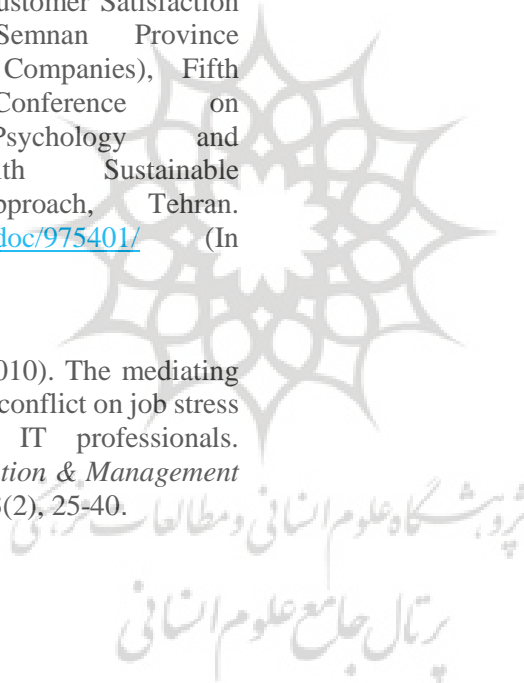 ustomer Satisfaction
Semnan Province
Companies), Fifth
Conference on
Psychology and
ith Sustainable
pproach, Tehran.
doc/975401/ (In
010). The mediating
conflict on job stress
IT professionals.
tion & Management
(2), 25-40.
پژوهشگاه علوم انسانی و مطالعات فرهنگی
پرتال جامع علوم انسانی